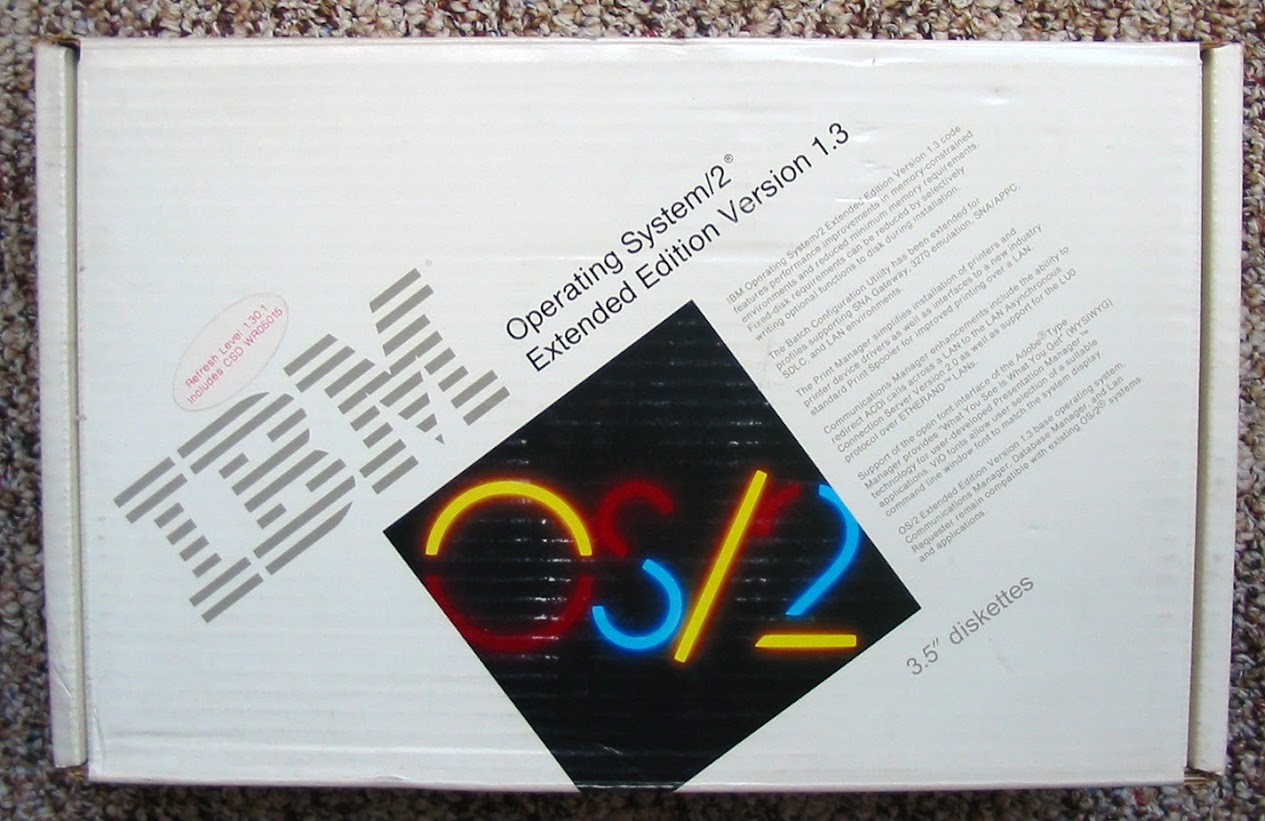 Refresh Level 1.30.1
Includes CSD WR05015
IBM®
Operating System/2®
Extended Edition Version 1.3
IBM Operating System/2 Extended Edition Version 1.3 code
features performance improvements in memory-constrained
environments and reduced minimum memory requirements.
Fixed-disk requirements can be reduced by selectively
writing optional functions to disk during installation.
The Batch Configuration Utility has been extended for
profiles supporting SNA Gateway, 3270 emulation, SNA/APPC,
SDLC, and LAN environments.
The Print Manager simplifies installation of printers and
printer device drivers as well as interfaces to a new industry
standard Print Spooler for improved printing over a LAN.
Communications Manager enhancements include the ability to
redirect ACDI calls across a LAN to the LAN Asynchronous
Connection Server Version 2.0 as well as support for the LU0
protocol over ETHERAND™ LANs.
Support of the open font interface of the Adobe® Type
Manager provides "What You See Is What You Get" (WYSIWYG)
technology for user-developed Presentation Manager™
applications. VIO fonts allow user selection of a suitable
command line window font to match the system display
OS/2 Extended Edition Version 1.3 base operating system,
Communications Manager, Database Manager, and Lan
Requester remain compatible with existing OS/2® systems
and applications.
OS/2
3.5" diskettes